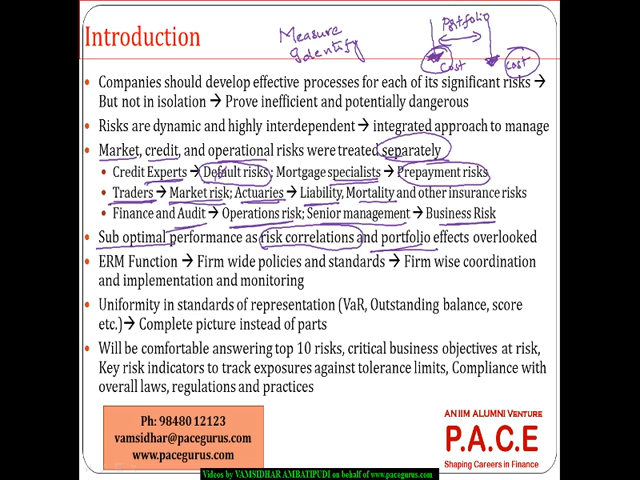 Introduction
Measure
Identify
Portfolio
Cost
Cost
• Companies should develop effective processes for each of its significant risks →
But not in isolation → Prove inefficient and potentially dangerous
• Risks are dynamic and highly interdependent → integrated approach to manage
• Market, credit, and operational risks were treated separately
• Credit Experts → Default risks; Mortgage specialists → Prepayment risks
• Traders → Market risk; Actuaries → Liability, Mortality and other insurance risks
• Finance and Audit → Operations risk; Senior management → Business Risk
• Sub optimal performance as risk correlations and portfolio effects overlooked
• ERM Function → Firm wide policies and standards → Firm wise coordination
and implementation and monitoring
• Uniformity in standards of representation (VaR, Outstanding balance, score
etc.) → Complete picture instead of parts
• Will be comfortable answering top 10 risks, critical business objectives at risk,
Key risk indicators to track exposures against tolerance limits, Compliance with
overall laws, regulations and practices
Ph: 98480 12123
vamsidhar@pacegurus.com
www.pacegurus.com
AN IIM ALUMNI VENTURE
P.A.C.E
Shaping Careers in Finance
Videos by VAMSIDHAR AMBATIPUDI on behalf of www.pacegurus.com